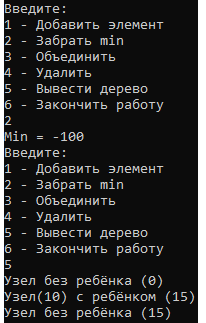 Введите:
1 - Добавить элемент
2 - Забрать min
3 - Объединить
4 - Удалить
5 - Вывести дерево
6 - Закончить работу
2
Min = -100
Введите:
1 - Добавить элемент
2 - Забрать min
3 - Объединить
4 - Удалить
5 - Вывести дерево
6 - Закончить работу
5
Узел без ребёнка (0)
Узел(10) с ребёнком (15)
Узел без ребёнка (15)